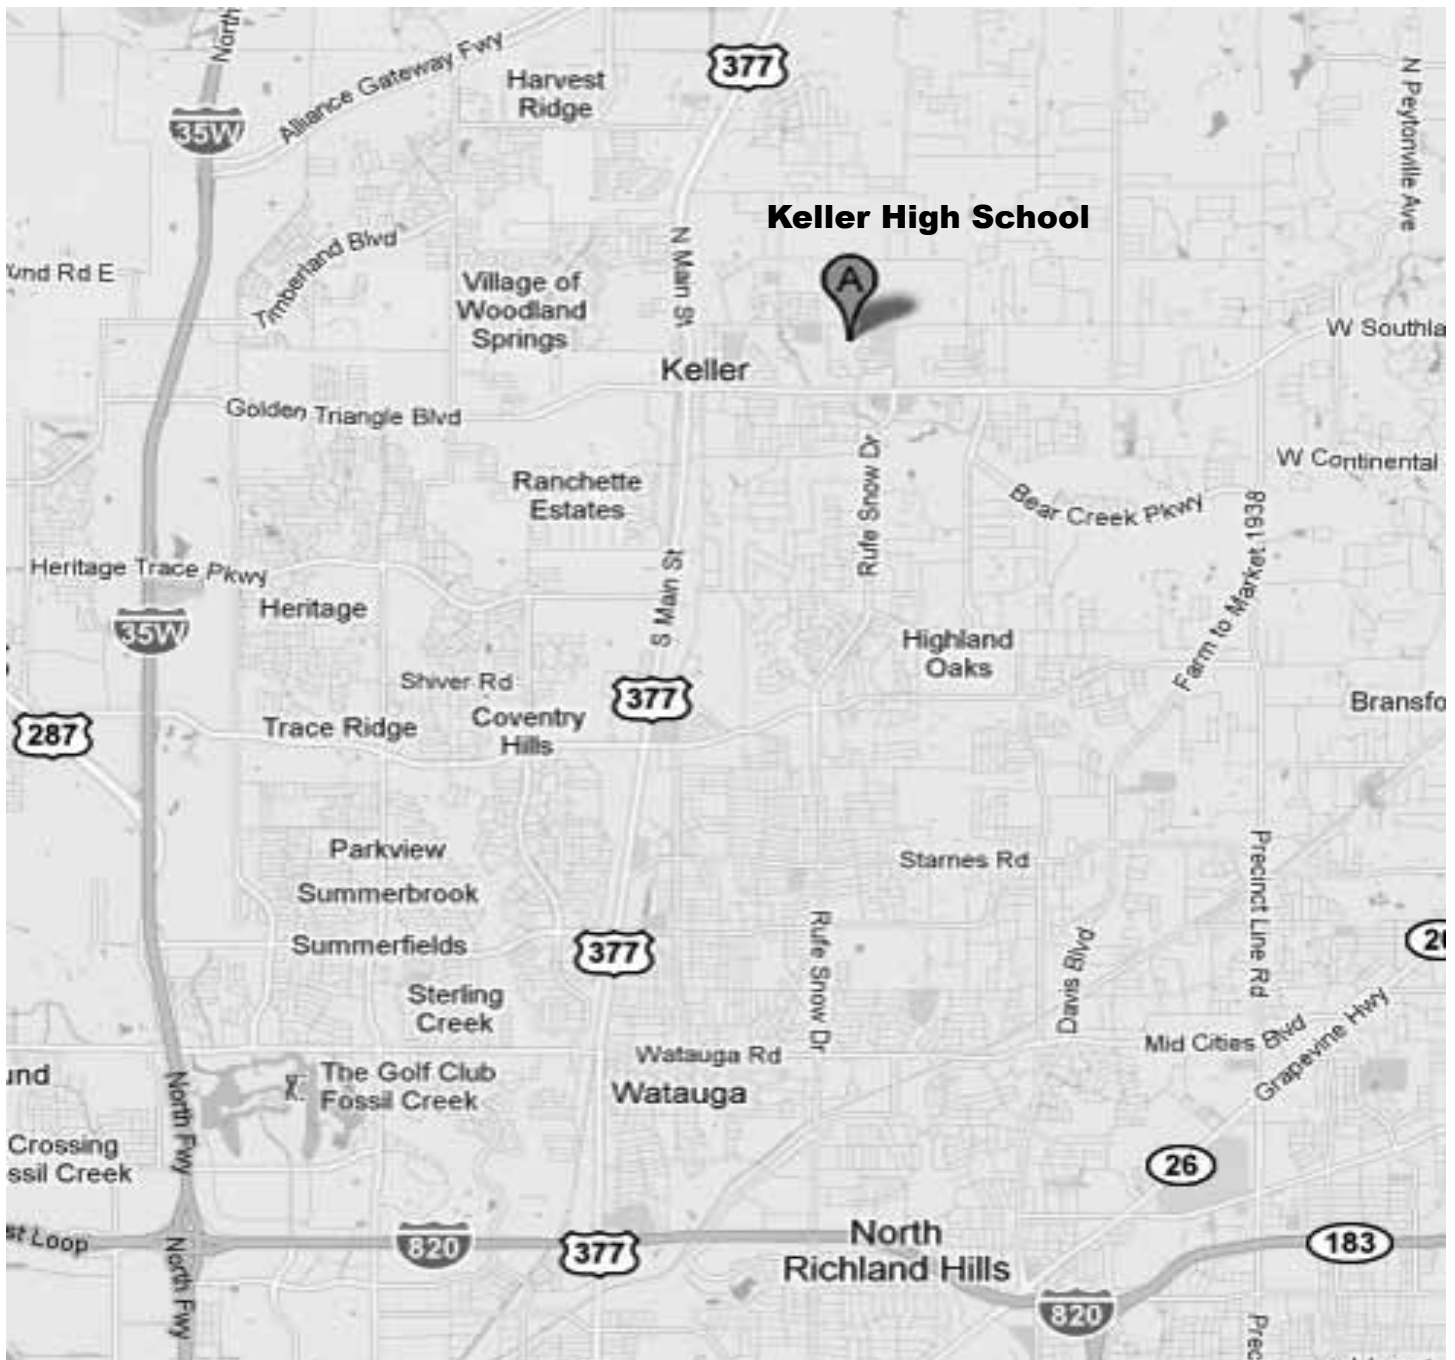 North
377
Alliance Gateway Fwy
Harvest
Ridge
N Peytonville Ave
35W
Keller High School
N Main St
Timberland Blvd
Rd E
A
Village of
Woodland
Springs
W Southla
Keller
Golden Triangle Blvd
Rufe Snow Dr
W Continental
Ranchette
Estates
Bear Creek Pkwy
Farm to Market 1938
Heritage Trace Pkwy
S Main St
Heritage
35W
Highland
Oaks
Shiver Rd
377
Bransfo
287
Trace Ridge
Coventry
Hills
Parkview
Starnes Rd
Precinct Line Rd
Summerbrook
Rufe Snow Dr
Davis Blvd
Summerfields
377
Sterling
Creek
Mid Cities Blvd
Grapevine Hwy
Watauga Rd
und
North Fwy
The Golf Club
Fossil Creek
Watauga
Crossing
ssil Creek
26
st Loop
North Fwy
820
377
North
Richland Hills
183
820
Prec